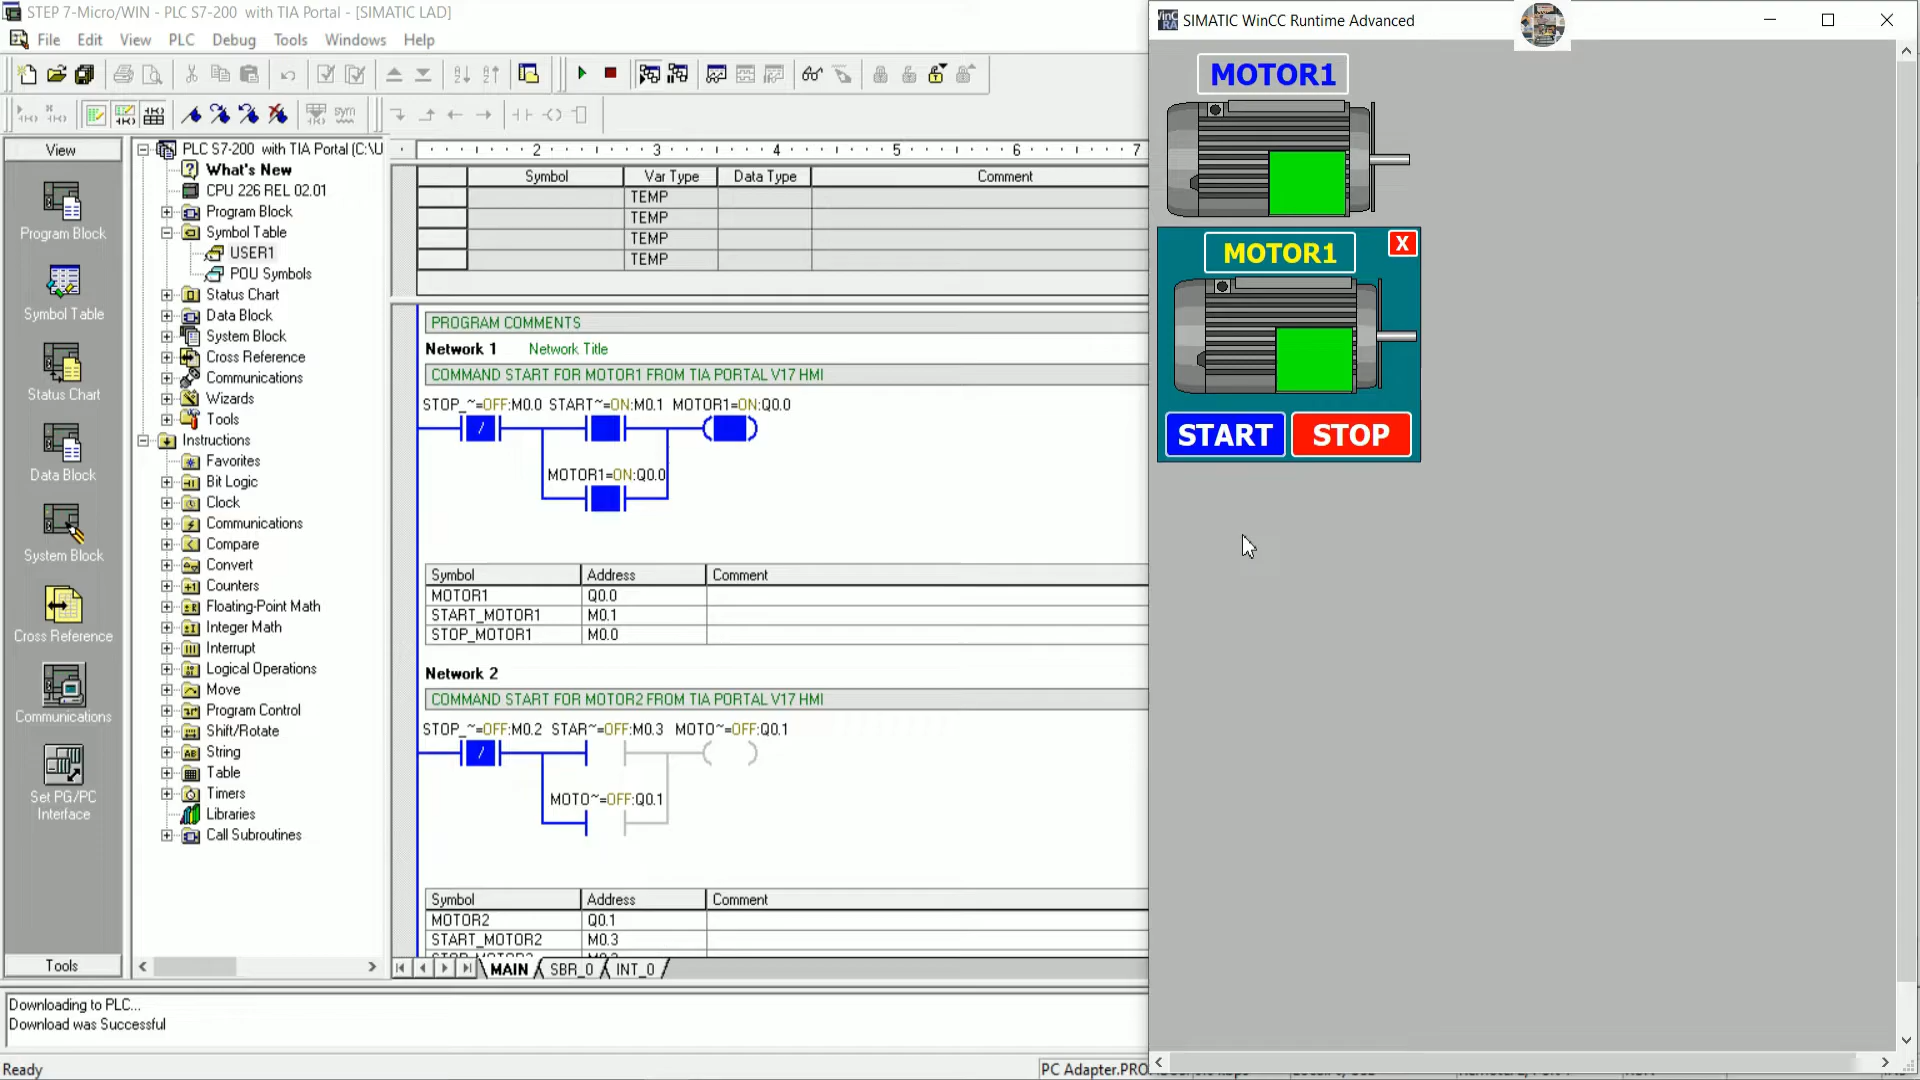 STEP 7-Micro/WIN - PLC S7-200  with TIA Portal - [SIMATIC LAD]
File Edit View PLC Debug Tools Windows Help
View
Program Block
Symbol Table
Status Chart
Data Block
System Block
Cross Reference
Communications
Set PG/PC
Interface
Tools
PLC S7-200  with TIA Portal (C:\U
What's New
CPU 226 REL 02.01
Program Block
Symbol Table
USER1
POU Symbols
Status Chart
Data Block
System Block
Cross Reference
Communications
Wizards
Tools
Instructions
Favorites
Bit Logic
Clock
Communications
Compare
Convert
Counters
Floating-Point Math
Integer Math
Interrupt
Logical Operations
Move
Program Control
Shift/Rotate
String
Table
Timers
Libraries
Call Subroutines
2 3 4 5 6 7
Symbol Var Type Data Type Comment
TEMP
TEMP
TEMP
TEMP
PROGRAM COMMENTS
Network 1 Network Title
COMMAND START FOR MOTOR1 FROM TIA PORTAL V17 HMI
STOP_~=OFF:M0.0 START~=ON:M0.1 MOTOR1=ON:Q0.0
MOTOR1=ON:Q0.0
Symbol Address Comment
MOTOR1 Q0.0
START_MOTOR1 M0.1
STOP_MOTOR1 M0.0
Network 2
COMMAND START FOR MOTOR2 FROM TIA PORTAL V17 HMI
STOP_~=OFF:M0.2 STAR~=OFF:M0.3 MOTO~=OFF:Q0.1
MOTO~=OFF:Q0.1
Symbol Address Comment
MOTOR2 Q0.1
START_MOTOR2 M0.3
MAIN SBR_0 INT_0
Downloading to PLC...
Download was Successful
Ready
PC Adapter.PRO
SIMATIC WinCC Runtime Advanced
MOTOR1
MOTOR1 X
START STOP